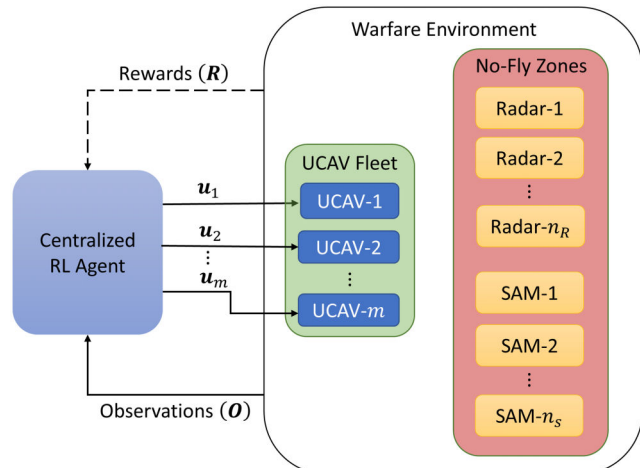 Warfare Environment
Rewards (R)
No-Fly Zones
Radar-1
Radar-2
⋮
Radar-n_R
SAM-1
SAM-2
⋮
SAM-n_s
UCAV Fleet
UCAV-1
UCAV-2
⋮
UCAV-m
u_1
u_2
⋮
u_m
Centralized
RL Agent
Observations (O)